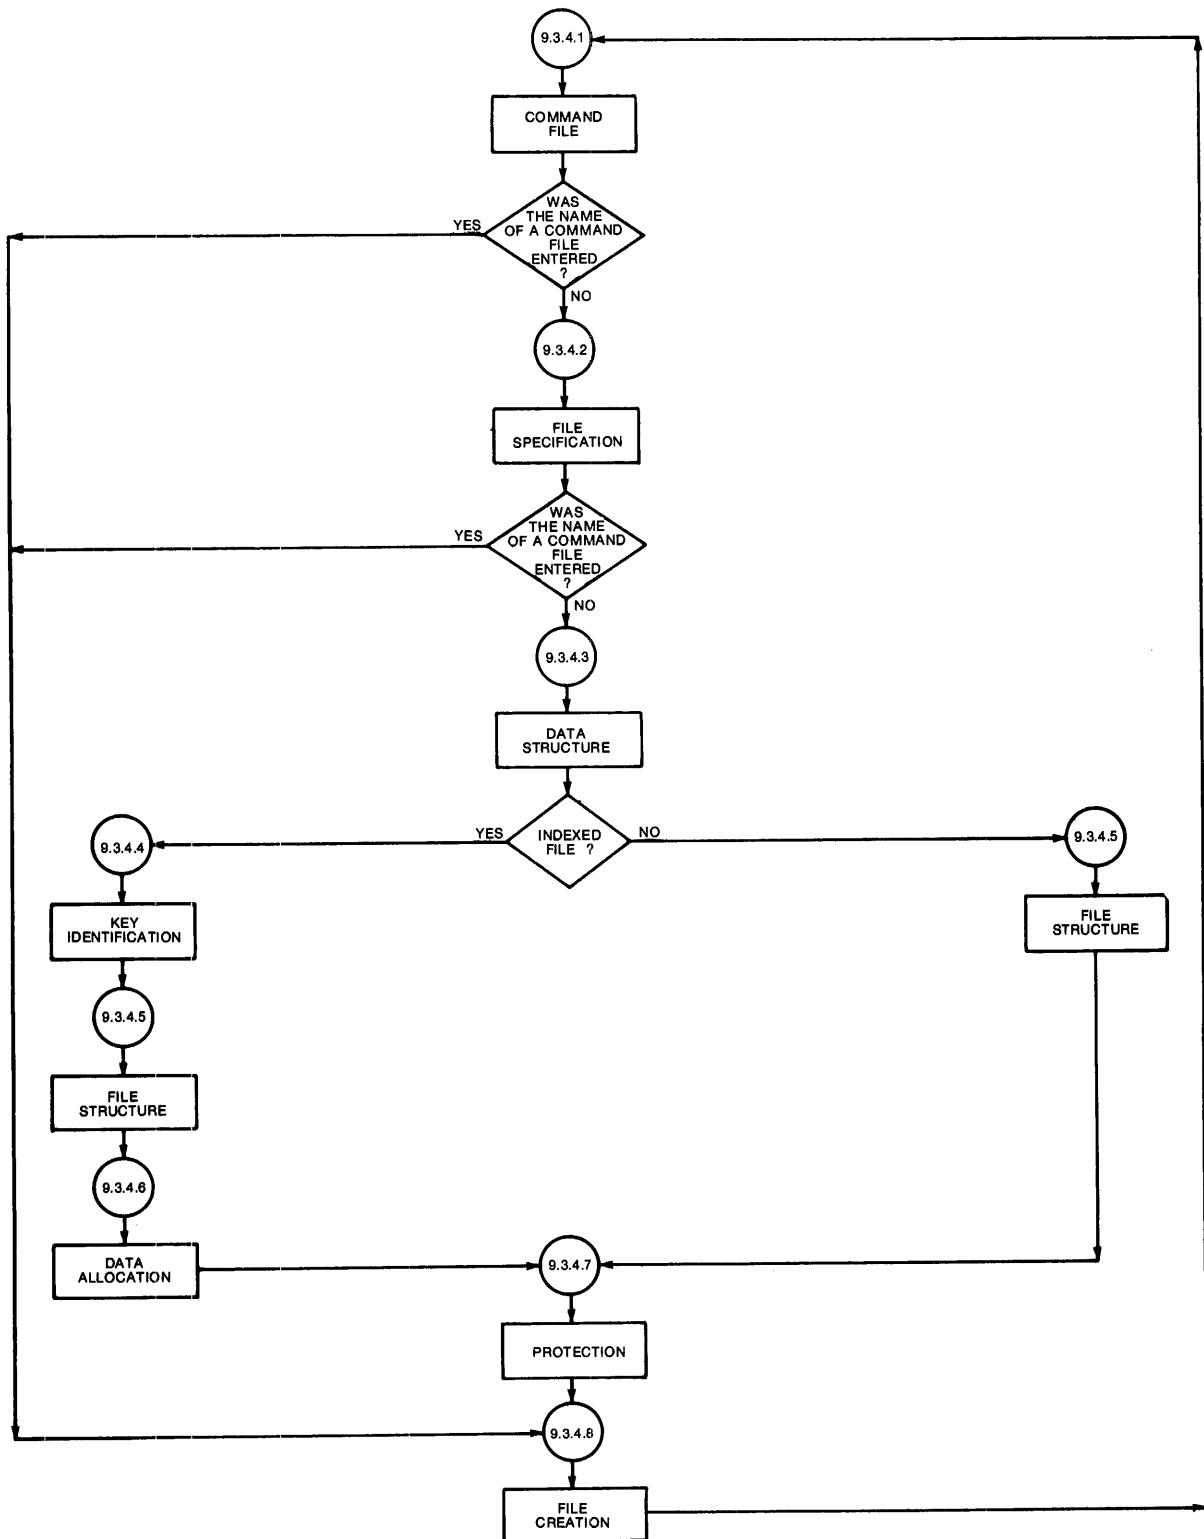 9.3.4.1
COMMAND
FILE
WAS
THE NAME
OF A COMMAND
FILE
ENTERED
?
YES
NO
9.3.4.2
FILE
SPECIFICATION
WAS
THE NAME
OF A COMMAND
FILE
ENTERED
?
YES
NO
9.3.4.3
DATA
STRUCTURE
INDEXED
FILE ?
YES
NO
9.3.4.4
KEY
IDENTIFICATION
9.3.4.5
FILE
STRUCTURE
9.3.4.6
DATA
ALLOCATION
9.3.4.5
FILE
STRUCTURE
9.3.4.7
PROTECTION
9.3.4.8
FILE
CREATION